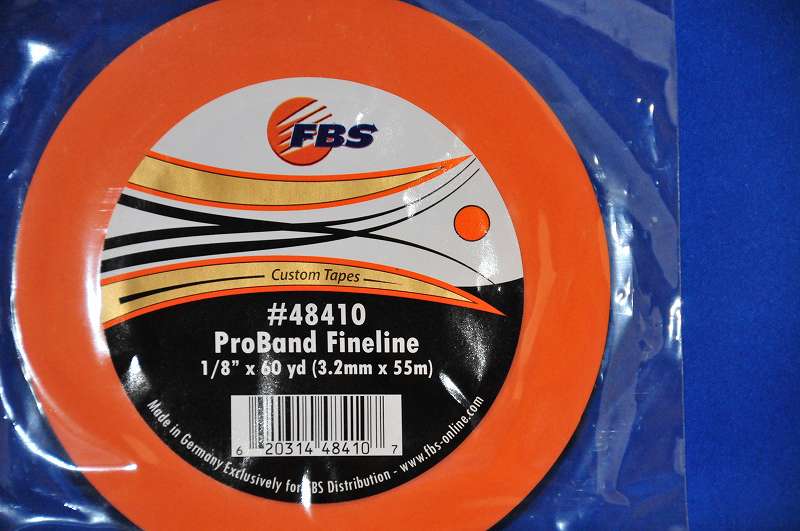 FBS
Custom Tapes
#48410
ProBand Fineline
1/8" x 60 yd (3.2mm x 55m)
6 20314 48410 7
Made in Germany Exclusively for FBS Distribution - www.fbs-online.com